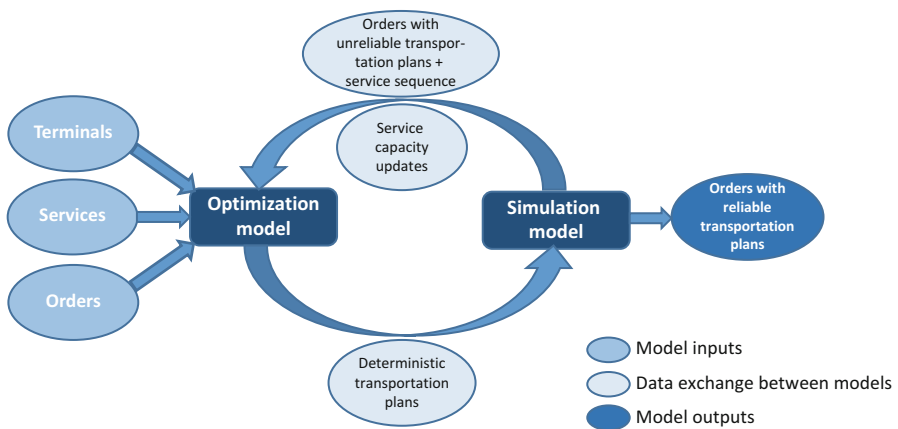 Orders with
unreliable transpor-
tation plans +
service sequence
Service
capacity
updates
Terminals
Services
Orders
Optimization
model
Simulation
model
Orders with
reliable
transportation
plans
Deterministic
transportation
plans
Model inputs
Data exchange between models
Model outputs